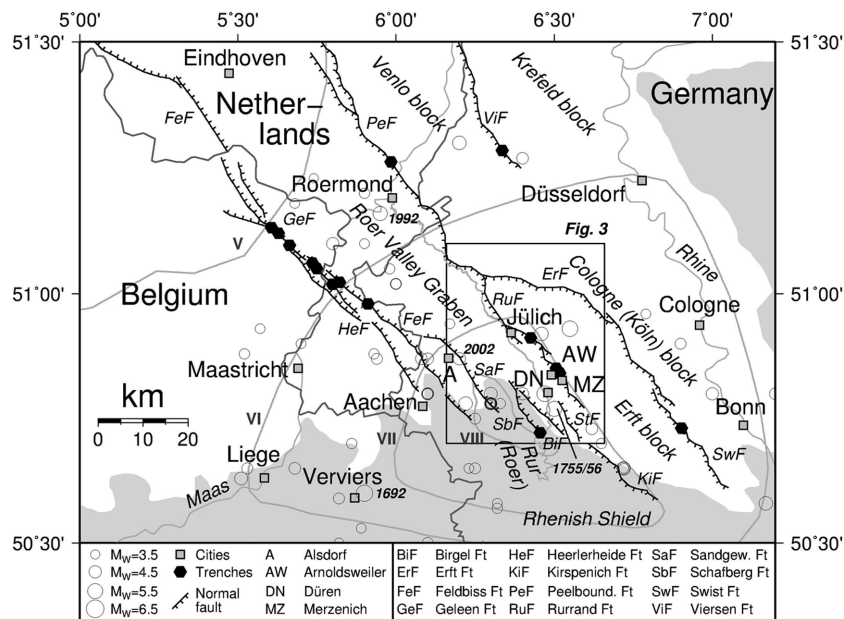 5˚00' 5˚30' 6˚00' 6˚30' 7˚00'
51˚30' 51˚30'
Eindhoven
Venlo block
Krefeld block
Germany
FeF
Nether–
lands
PeF
ViF
Roermond
Düsseldorf
1992
GeF
Fig. 3
V
Roer Valley Graben
Rhine
51˚00' 51˚00'
Belgium
ErF
Cologne (Köln) block
RuF
Jülich
Cologne
HeF
FeF
2002
AW
Maastricht
A
SaF
DN
MZ
km
0 10 20
Aachen
SbF
StF
Erft block
Bonn
VI
VII
VIII
BiF
Liege
Rur
(Roer)
1755/56
SwF
Verviers
KiF
Maas
1692
Rhenish Shield
50˚30' 50˚30'
MW=3.5 Cities A Alsdorf BiF Birgel Ft HeF Heerlerheide Ft SaF Sandgew. Ft
MW=4.5 Trenches AW Arnoldsweiler ErF Erft Ft KiF Kirspenich Ft SbF Schafberg Ft
MW=5.5 Normal fault DN Düren FeF Feldbiss Ft PeF Peelbound. Ft SwF Swist Ft
MW=6.5 MZ Merzenich GeF Geleen Ft RuF Rurrand Ft ViF Viersen Ft